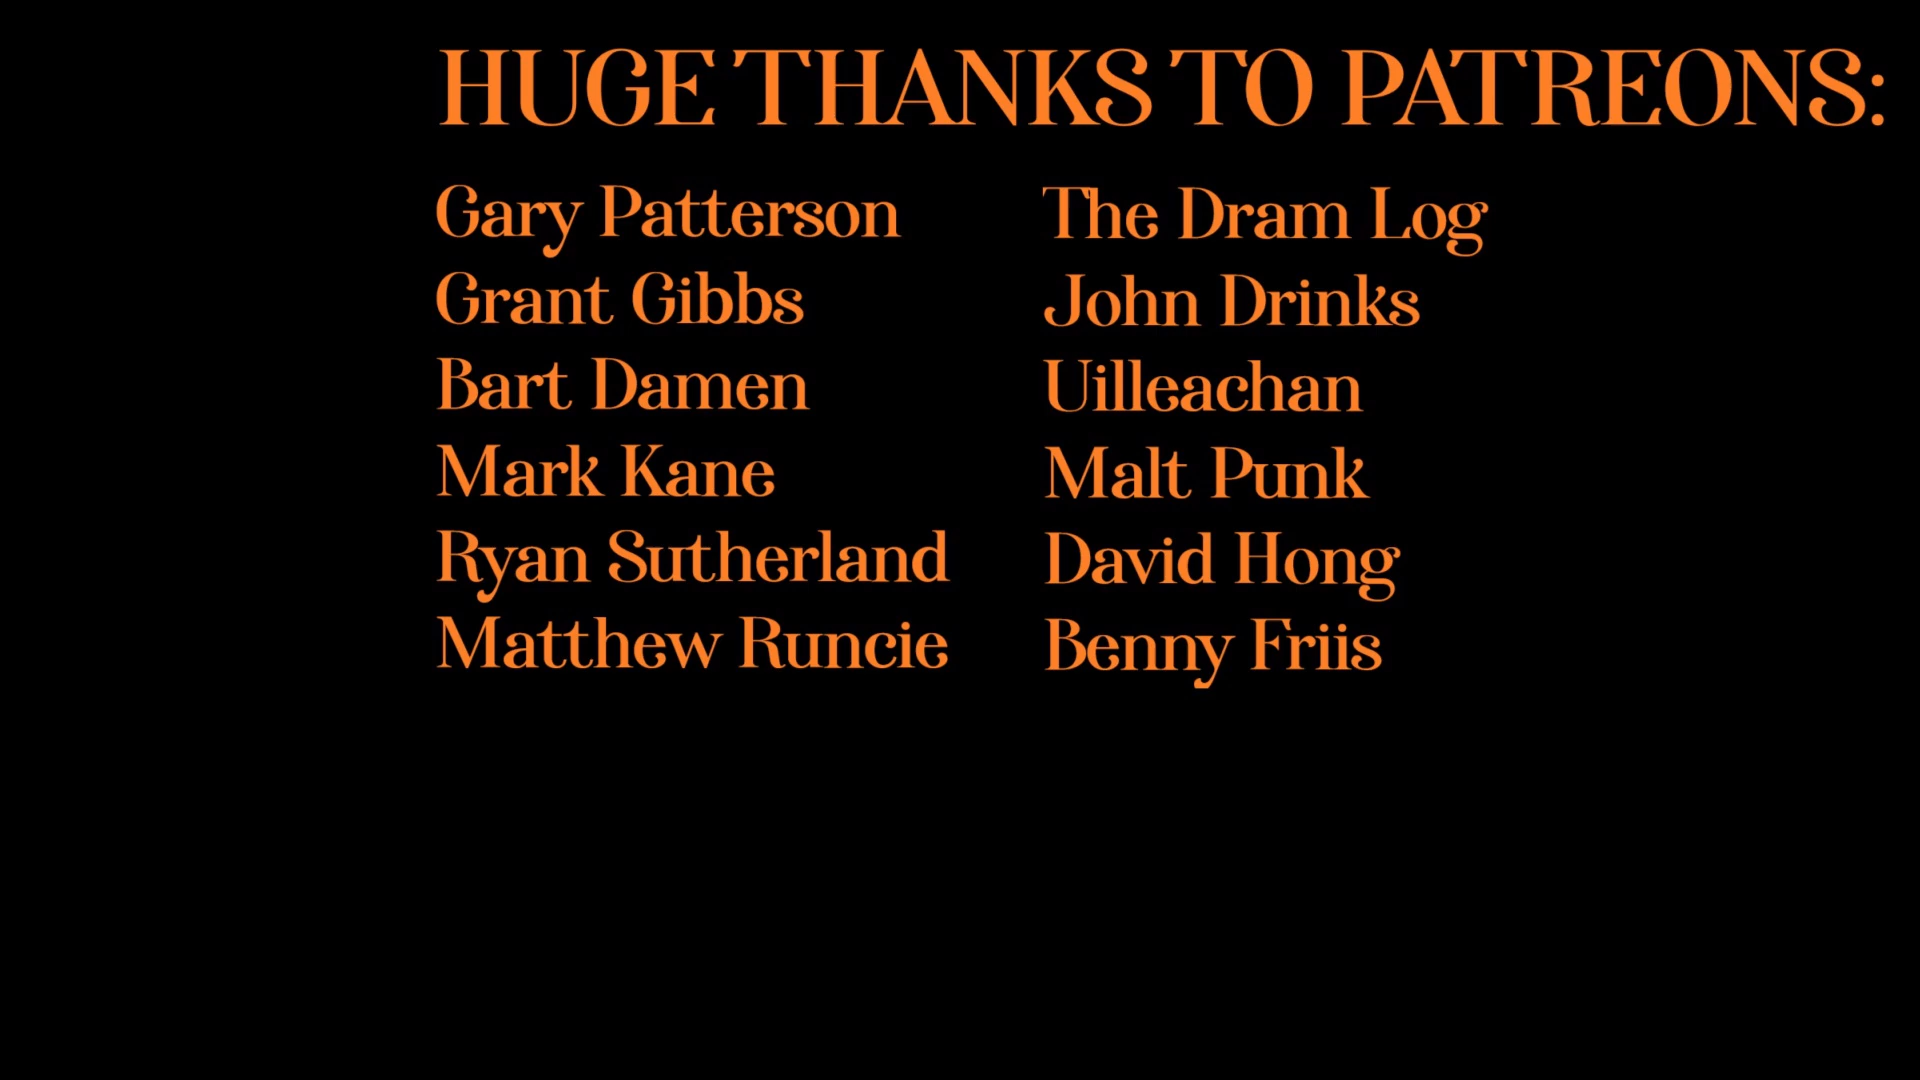 HUGE THANKS TO PATREONS:
Gary Patterson
Grant Gibbs
Bart Damen
Mark Kane
Ryan Sutherland
Matthew Runcie
The Dram Log
John Drinks
Uilleachan
Malt Punk
David Hong
Benny Friis